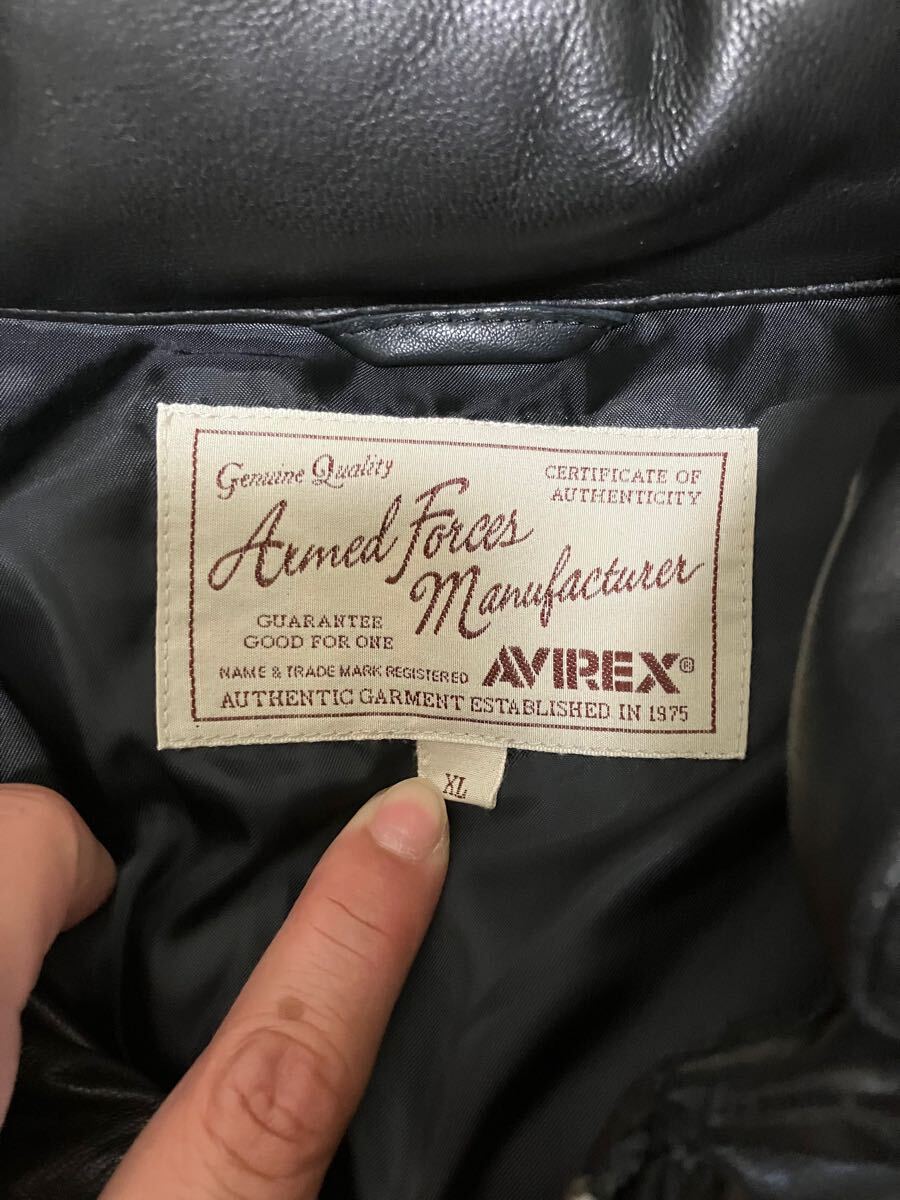 Genuine Quality
CERTIFICATE OF
AUTHENTICITY
Armed Forces
Manufacturer
GUARANTEE
GOOD FOR ONE
NAME & TRADE MARK REGISTERED
AVIREX®
AUTHENTIC GARMENT ESTABLISHED IN 1975
XL